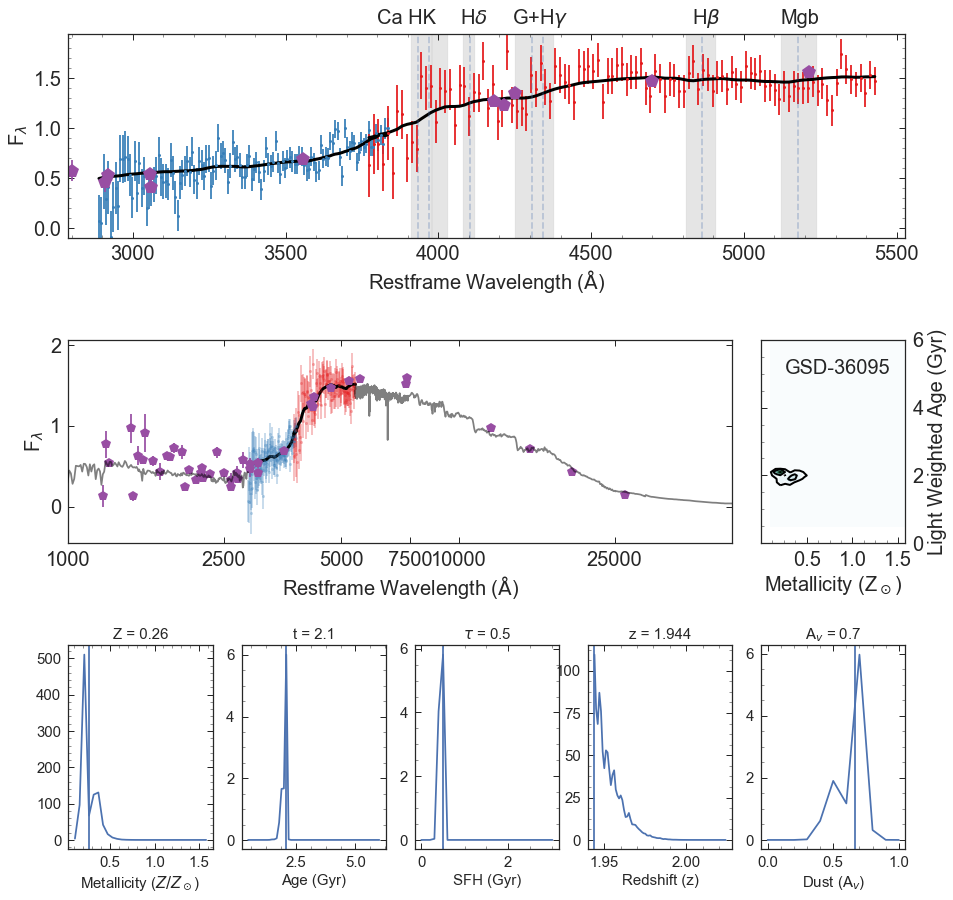 Ca HK Hδ G+Hγ Hβ Mgb
1.5
1.0
0.5
0.0
F_λ
3000 3500 4000 4500 5000 5500
Restframe Wavelength (Å)
2
1
0
F_λ
1000 2500 5000 7500 10000 25000
Restframe Wavelength (Å)
GSD-36095
6
4
2
0
Light Weighted Age (Gyr)
0.5 1.0 1.5
Metallicity (Z_⊙)
Z = 0.26
500
400
300
200
100
0
0.5 1.0 1.5
Metallicity (Z/Z_⊙)
t = 2.1
6
4
2
0
2.5 5.0
Age (Gyr)
τ = 0.5
6
4
2
0
0 2
SFH (Gyr)
z = 1.944
100
75
50
25
0
1.95 2.00
Redshift (z)
A_v = 0.7
6
4
2
0
0.0 0.5 1.0
Dust (A_v)